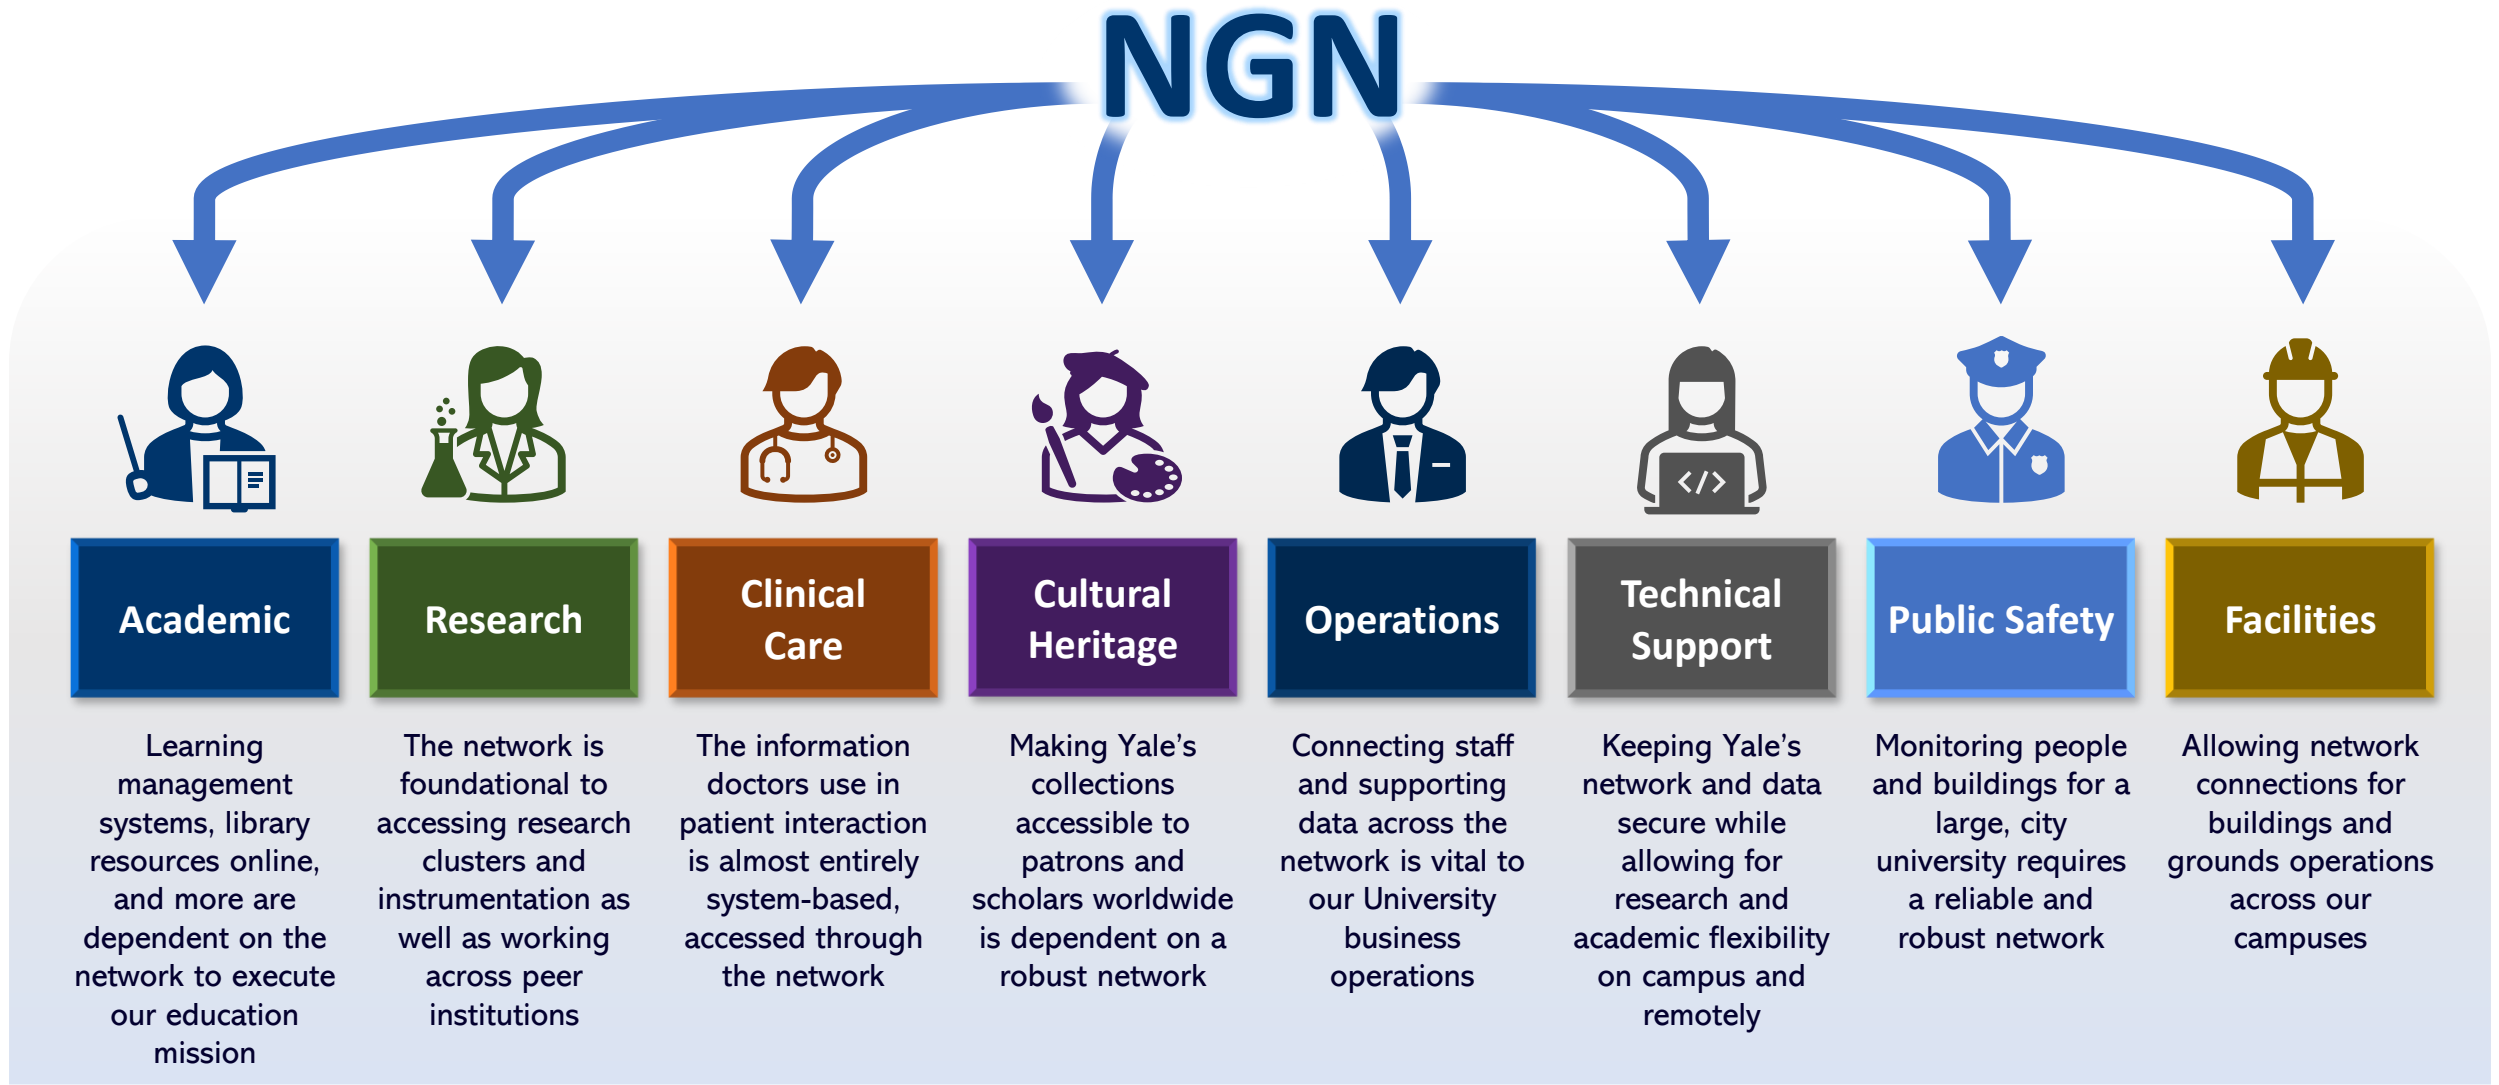 NGN
Academic
Learning
management
systems, library
resources online,
and more are
dependent on the
network to execute
our education
mission
Research
The network is
foundational to
accessing research
clusters and
instrumentation as
well as working
across peer
institutions
Clinical
Care
The information
doctors use in
patient interaction
is almost entirely
system-based,
accessed through
the network
Cultural
Heritage
Making Yale’s
collections
accessible to
patrons and
scholars worldwide
is dependent on a
robust network
Operations
Connecting staff
and supporting
data across the
network is vital to
our University
business
operations
</>
Technical
Support
Keeping Yale’s
network and data
secure while
allowing for
research and
academic flexibility
on campus and
remotely
Public Safety
Monitoring people
and buildings for a
large, city
university requires
a reliable and
robust network
Facilities
Allowing network
connections for
buildings and
grounds operations
across our
campuses